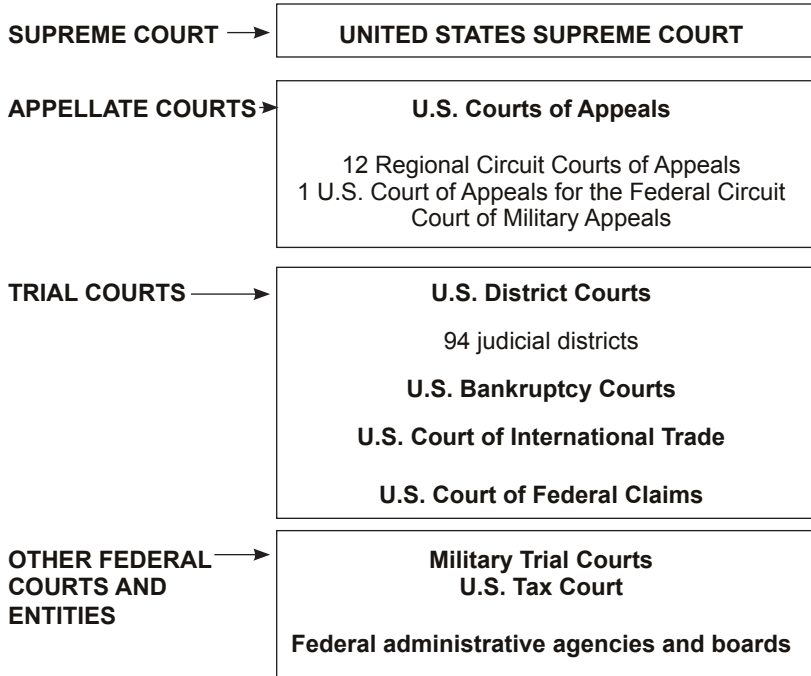 SUPREME COURT
UNITED STATES SUPREME COURT
APPELLATE COURTS
U.S. Courts of Appeals
12 Regional Circuit Courts of Appeals
1 U.S. Court of Appeals for the Federal Circuit
Court of Military Appeals
TRIAL COURTS
U.S. District Courts
94 judicial districts
U.S. Bankruptcy Courts
U.S. Court of International Trade
U.S. Court of Federal Claims
OTHER FEDERAL
COURTS AND
ENTITIES
Military Trial Courts
U.S. Tax Court
Federal administrative agencies and boards